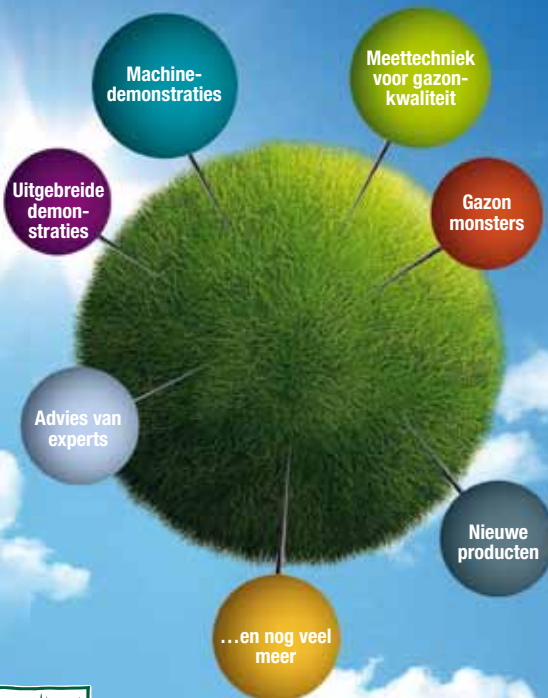 Machine-
demonstraties
Meettechniek
voor gazon-
kwaliteit
Uitgebreide
demon-
straties
Gazon
monsters
Advies van
experts
Nieuwe
producten
...en nog veel
meer